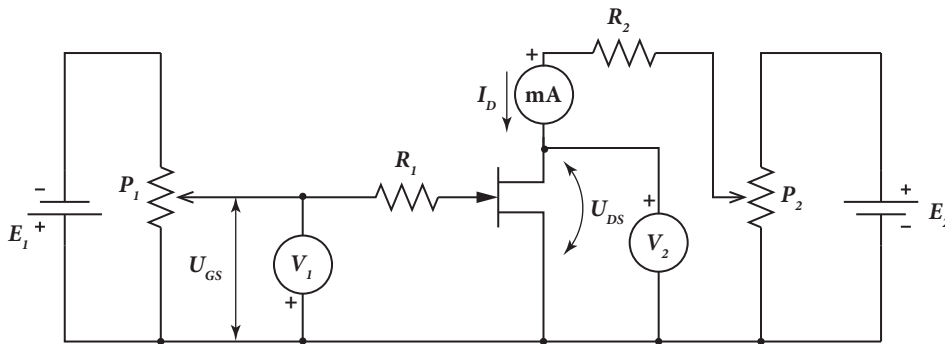 R2
+
ID
mA
-
P1
R1
+
P2
+
E1
+
UDS
E2
-
UGS
V1
V2
+